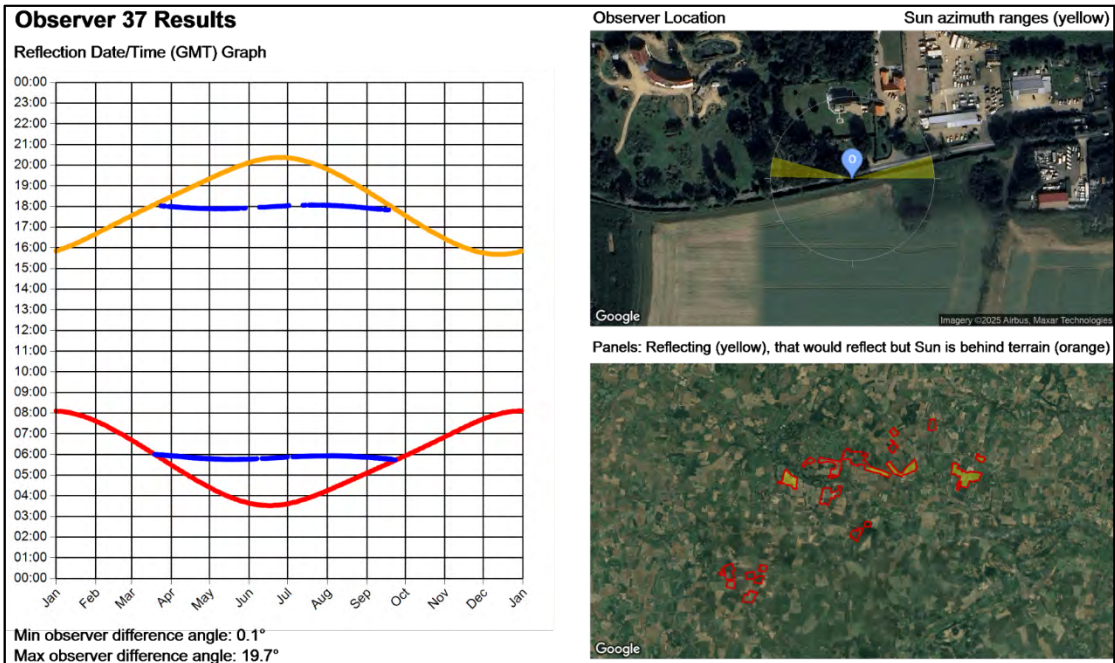 Observer 37 Results
Reflection Date/Time (GMT) Graph
00:00
23:00
22:00
21:00
20:00
19:00
18:00
17:00
16:00
15:00
14:00
13:00
12:00
11:00
10:00
09:00
08:00
07:00
06:00
05:00
04:00
03:00
02:00
01:00
00:00
Jan Feb Mar Apr May Jun Jul Aug Sep Oct Nov Dec Jan
Min observer difference angle: 0.1°
Max observer difference angle: 19.7°
Observer Location Sun azimuth ranges (yellow)
O
Google
Imagery ©2025 Airbus, Maxar Technologies
Panels: Reflecting (yellow), that would reflect but Sun is behind terrain (orange)
Google